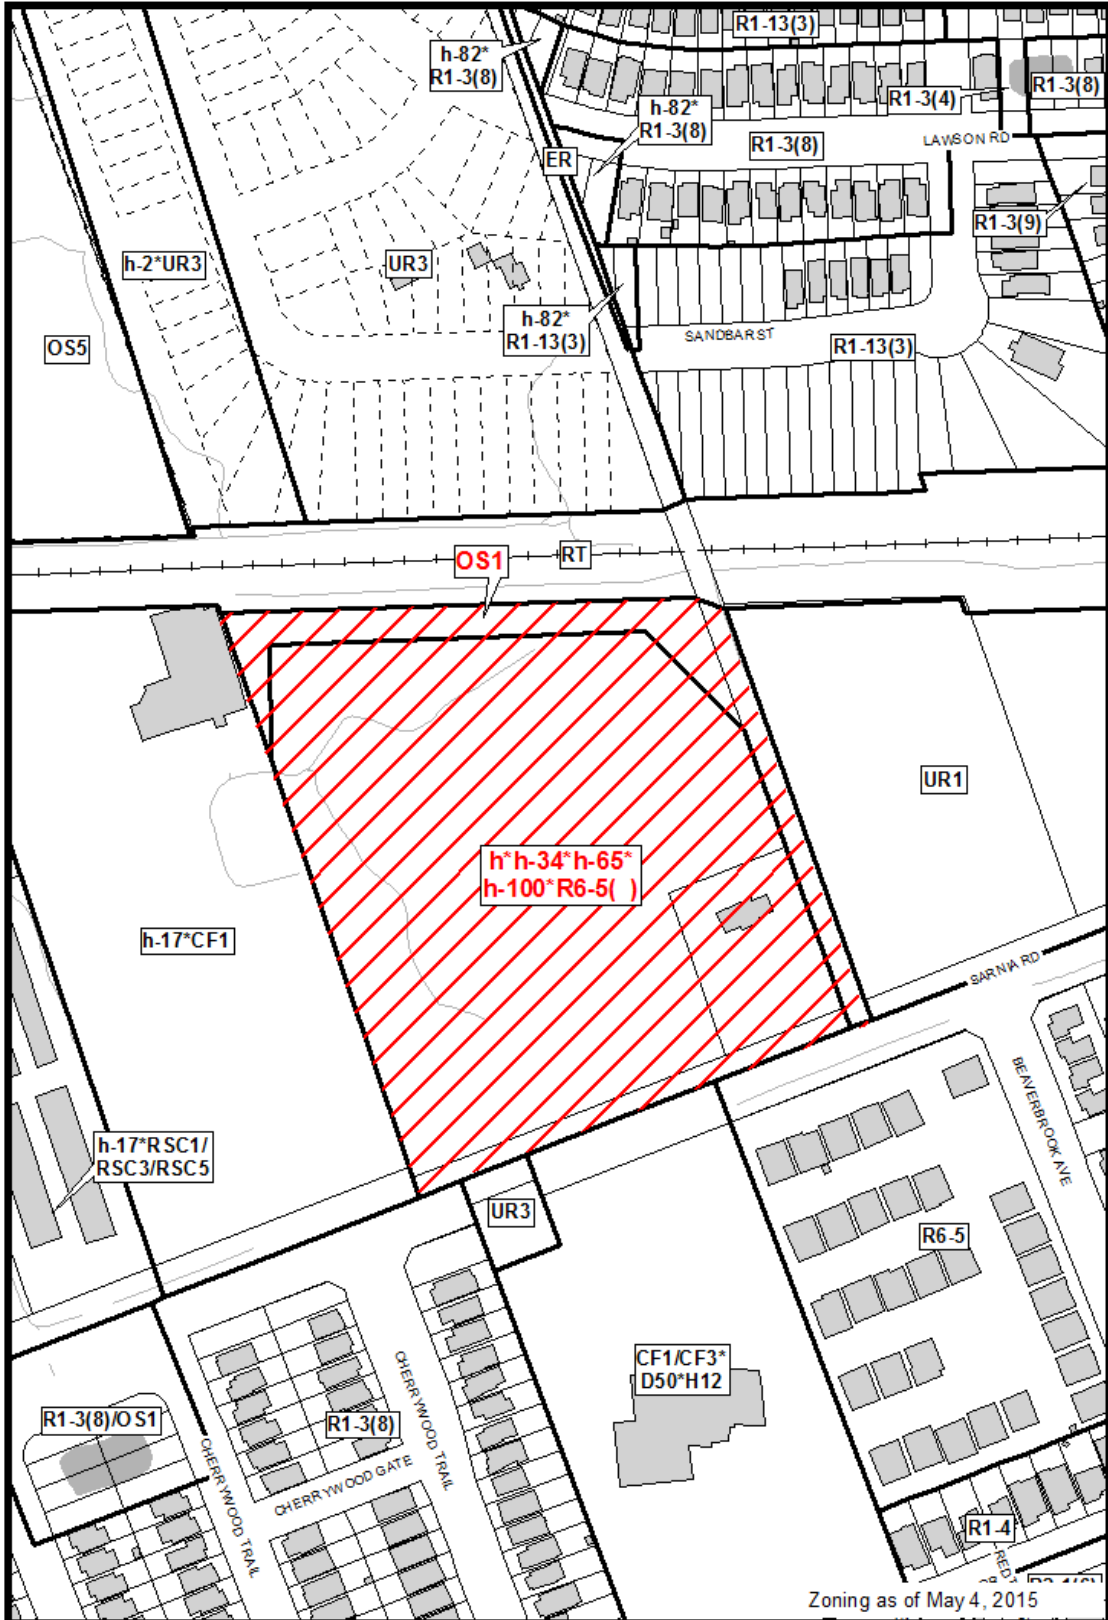 R1-13(3)
h-82*
R1-3(8)
R1-3(4)
R1-3(8)
h-82*
R1-3(8)
R1-3(8)
LAWSON RD
ER
R1-3(9)
h-2*UR3
UR3
h-82*
R1-13(3)
SANDBAR ST
R1-13(3)
OS5
OS1
RT
UR1
h*h-34*h-65*
h-100*R6-5( )
h-17*CF1
SARNIA RD
BEAVERBROOK AVE
h-17*RSC1/
RSC3/RSC5
UR3
R6-5
CF1/CF3*
D50*H12
R1-3(8)/OS1
R1-3(8)
CHERRYWOOD TRAIL
CHERRYWOOD GATE
CHERRYWOOD TRAIL
R1-4
Zoning as of May 4, 2015